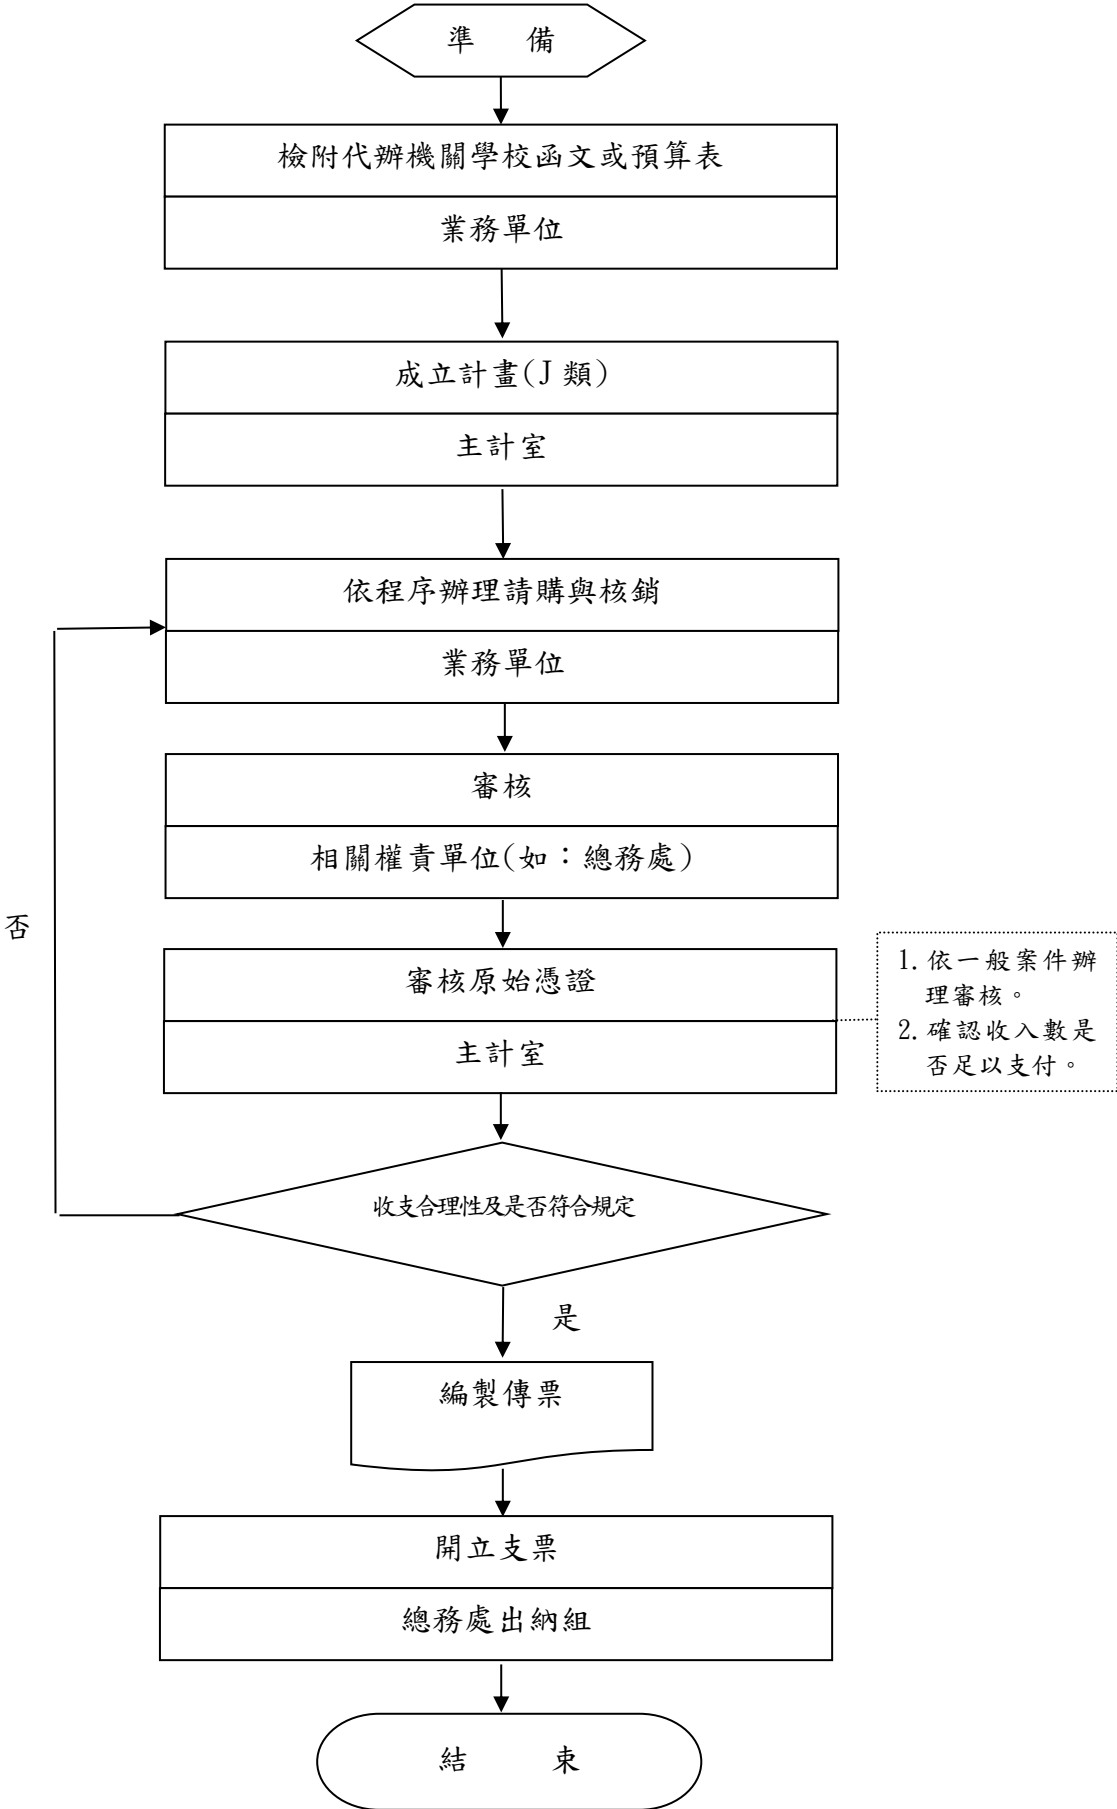 準 備
檢附代辦機關學校函文或預算表
業務單位
成立計畫(J 類)
主計室
依程序辦理請購與核銷
業務單位
審核
相關權責單位(如：總務處)
否
審核原始憑證
主計室
1. 依一般案件辦
理審核。
2. 確認收入數是
否足以支付。
收支合理性及是否符合規定
是
編製傳票
開立支票
總務處出納組
結 束